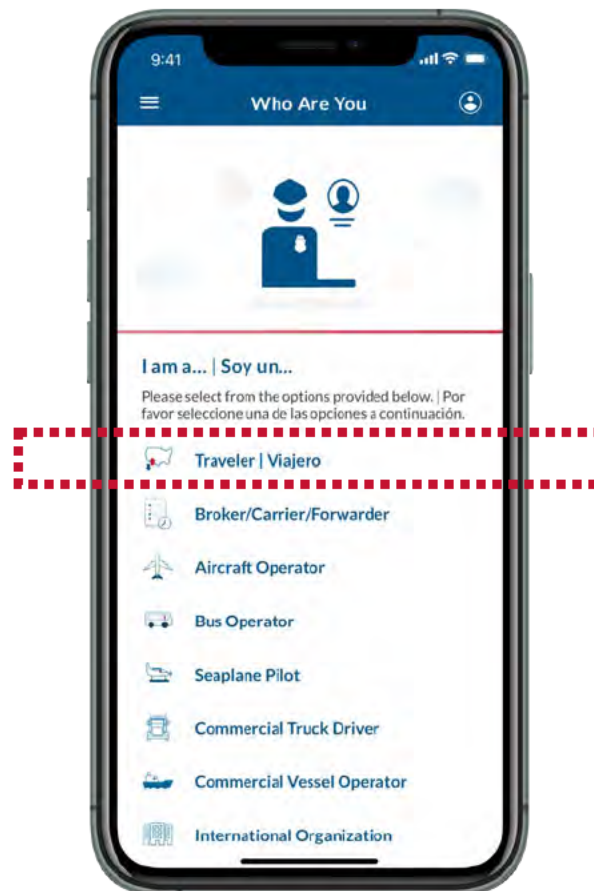 9:41
Who Are You
I am a... | Soy un...
Please select from the options provided below. | Por
favor seleccione una de las opciones a continuación.
Traveler | Viajero
Broker/Carrier/Forwarder
Aircraft Operator
Bus Operator
Seaplane Pilot
Commercial Truck Driver
Commercial Vessel Operator
International Organization